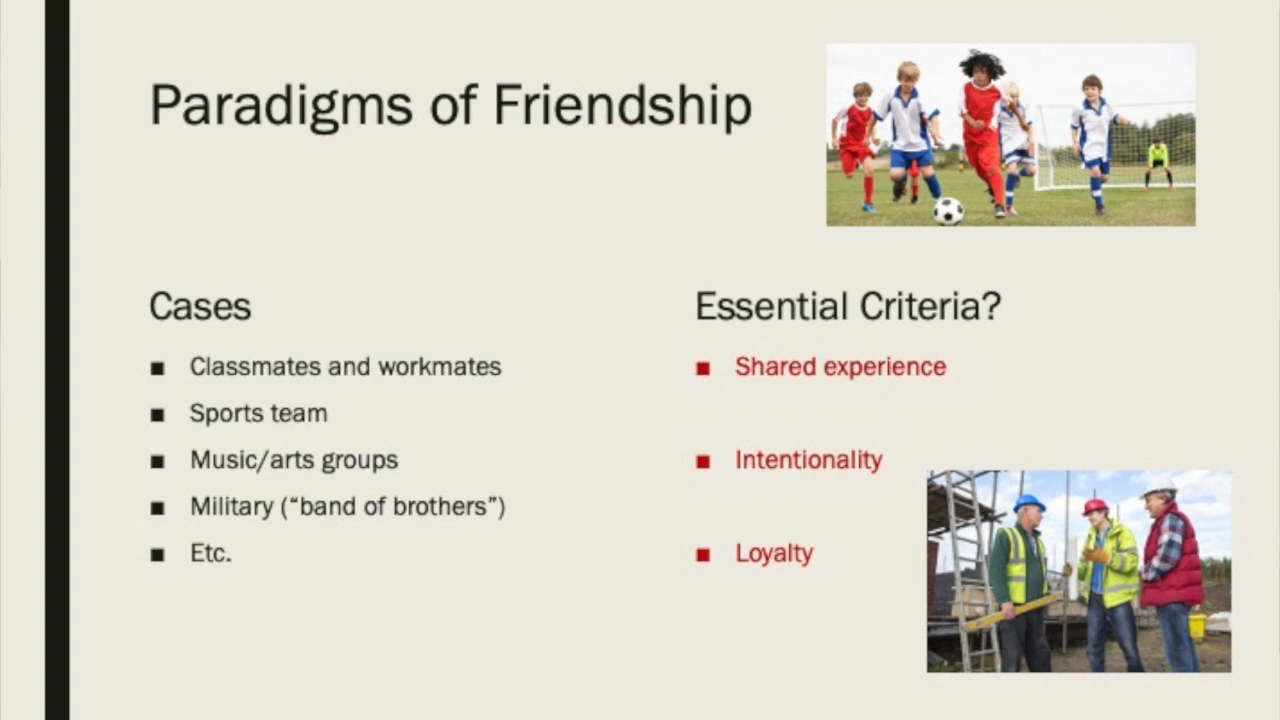 Paradigms of Friendship
Cases
Classmates and workmates
Sports team
Music/arts groups
Military (“band of brothers”)
Etc.
Essential Criteria?
Shared experience
Intentionality
Loyalty